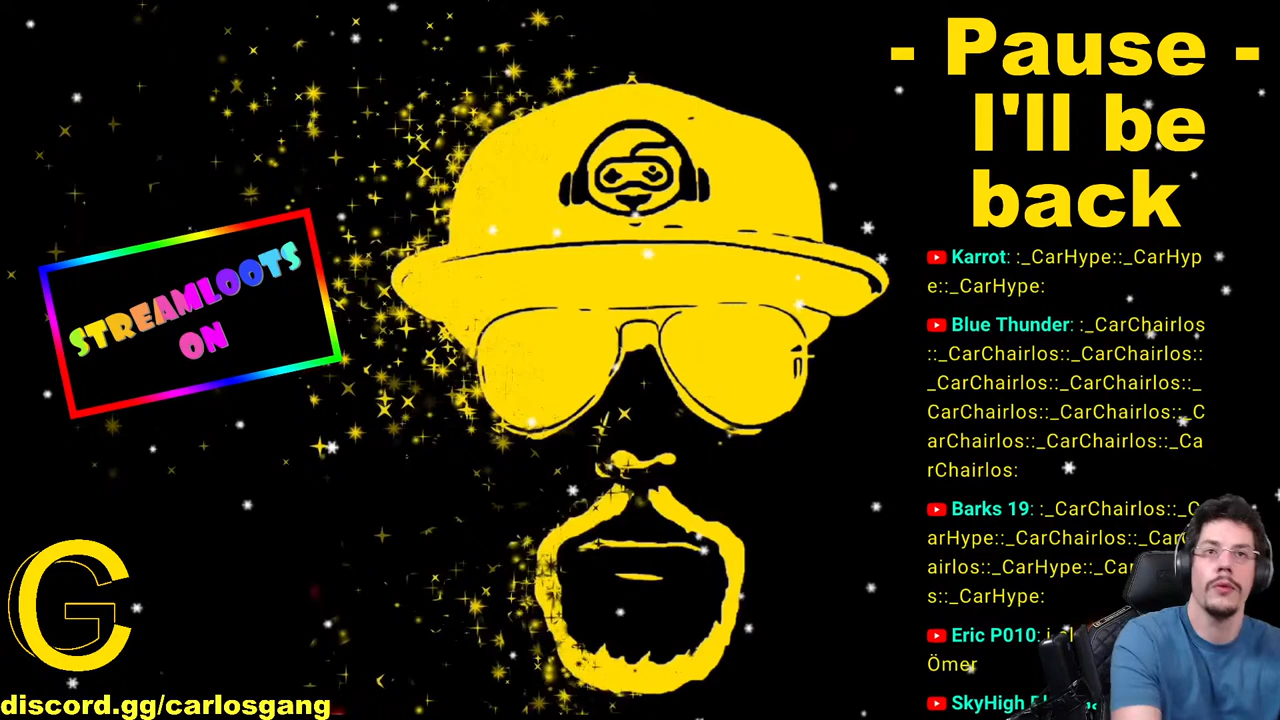 - Pause -
I'll be
back
STREAMLOOTS
ON
Karrot: :_CarHype::_CarHyp
e::_CarHype:
Blue Thunder: :_CarChairlos
::_CarChairlos::_CarChairlos::
_CarChairlos::_CarChairlos::_
CarChairlos::_CarChairlos::_C
arChairlos::_CarChairlos::_Ca
rChairlos:
Barks 19: :_CarChairlos::_C
arHype::_CarChairlos::_Car
airlos::_CarHype::_Car
s::_CarHype:
Eric P010:
Ömer
SkyHigh
G
discord.gg/carlosgang